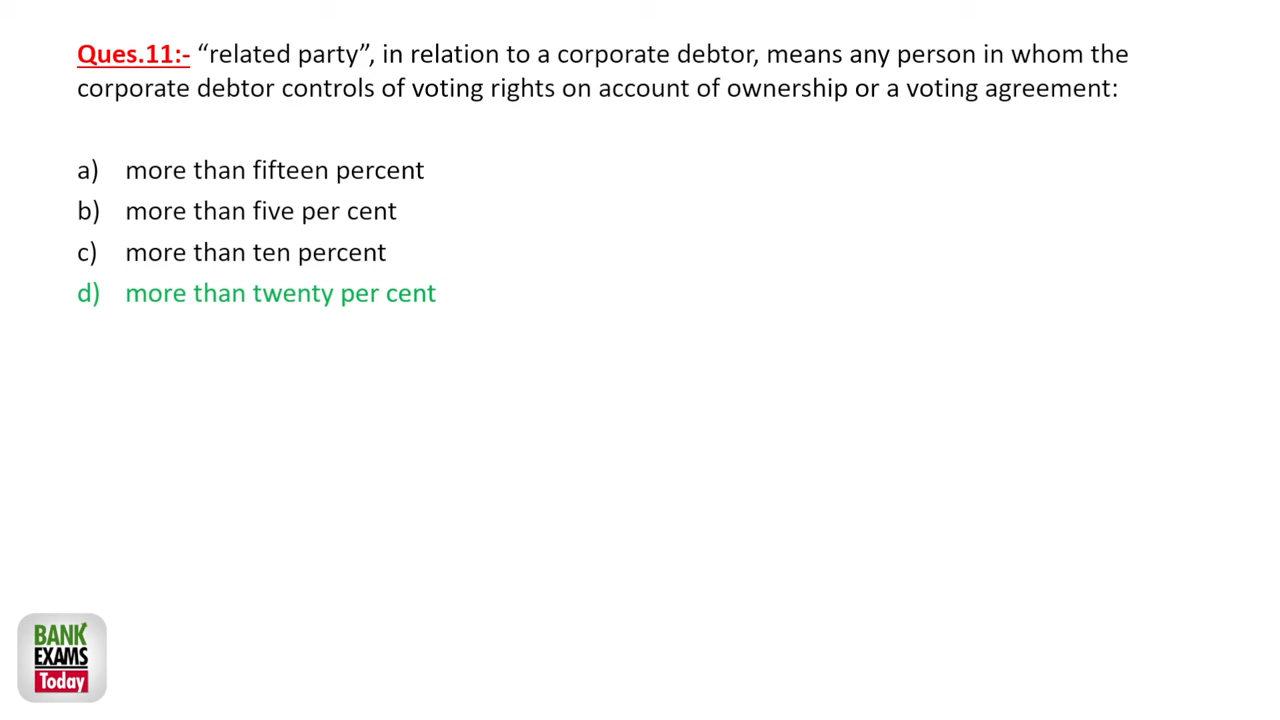 Ques.11:- “related party”, in relation to a corporate debtor, means any person in whom the
corporate debtor controls of voting rights on account of ownership or a voting agreement:
a) more than fifteen percent
b) more than five per cent
c) more than ten percent
d) more than twenty per cent
BANK
EXAMS
Today